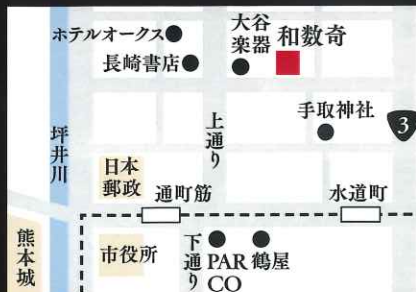 ホテルオークス
大谷
楽器
和数奇
長崎書店
手取神社
3
坪井川
上通り
日本
郵政
通町筋
水道町
熊本城
市役所
下通り
PAR
CO
鶴屋